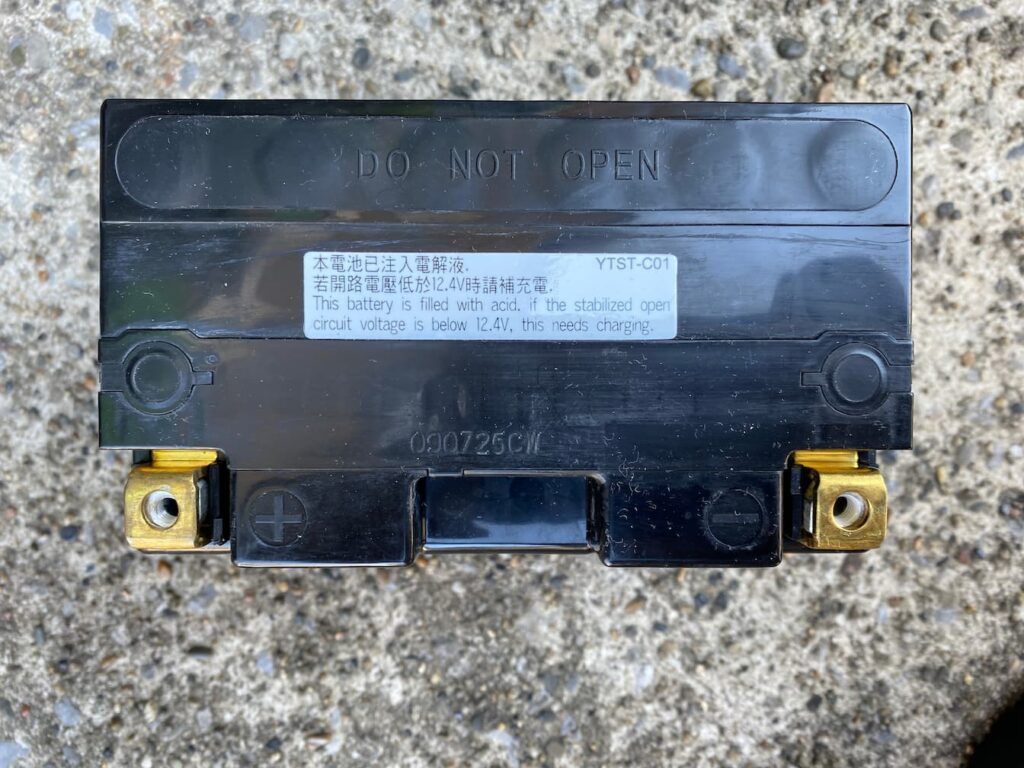 DO NOT OPEN
本電池已注入電解液. YTST-C01
若開路電壓低於12.4V時請補充電.
This battery is filled with acid. if the stabilized open
circuit voltage is below 12.4V, this needs charging.
090725CW
+ −